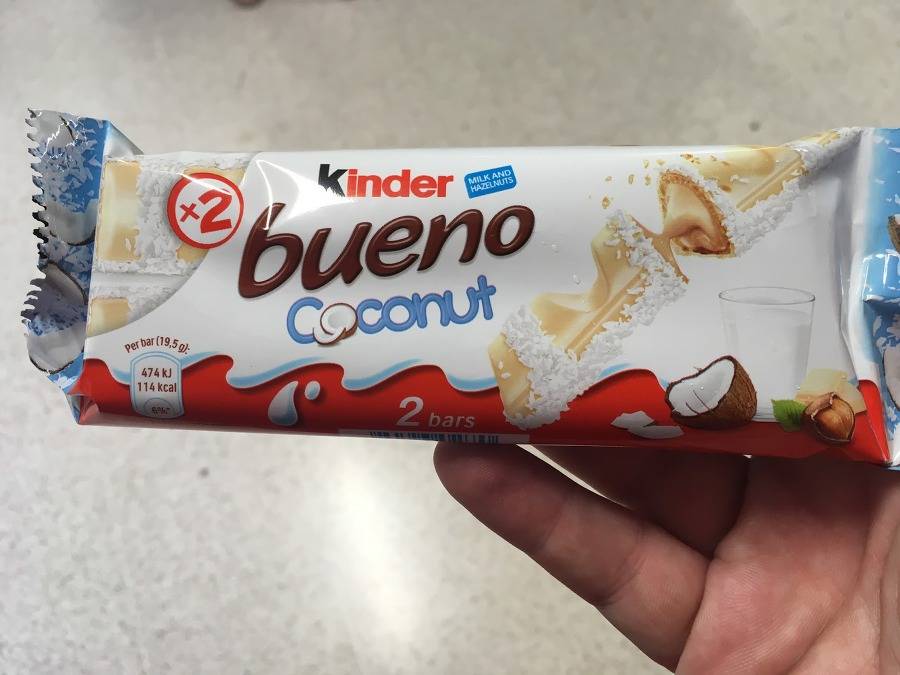 ×2
kinder
MILK AND
HAZELNUTS
bueno
Coconut
Per bar (19,5 g):
474 kJ
114 kcal
6%*
2 bars